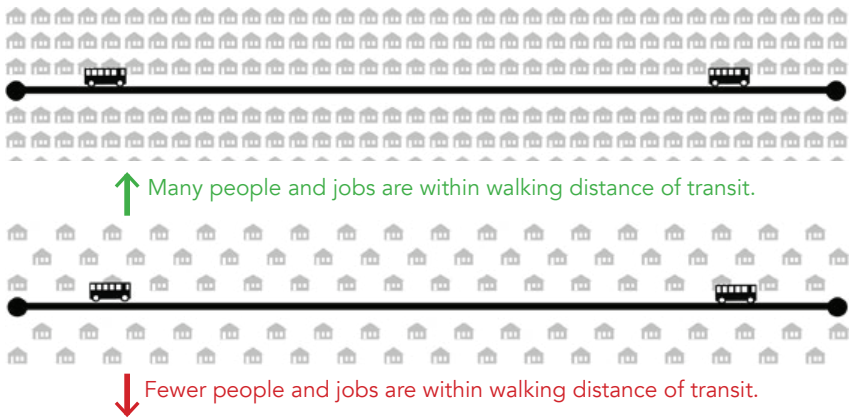 Many people and jobs are within walking distance of transit.
Fewer people and jobs are within walking distance of transit.